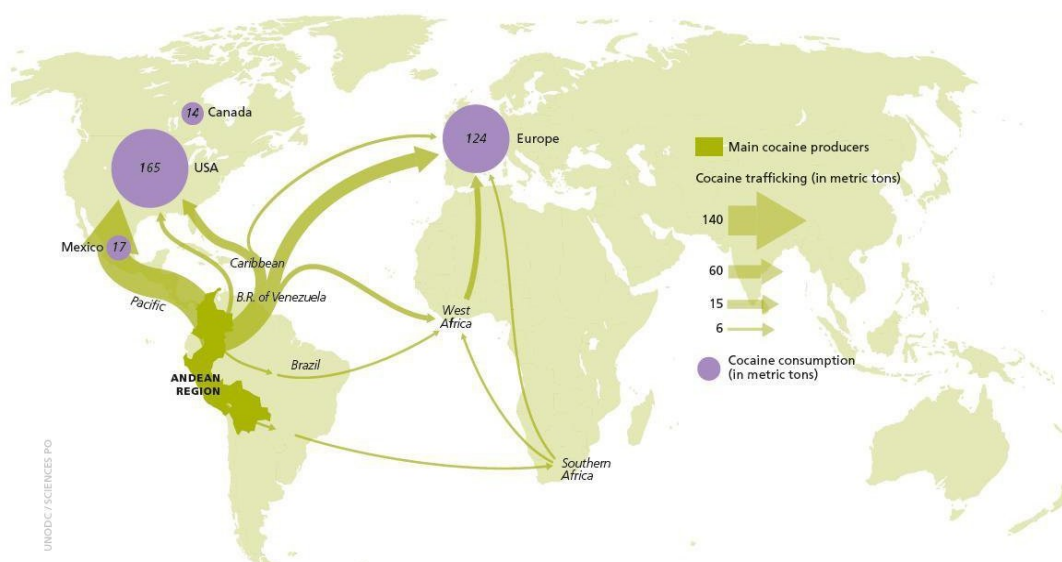 14 Canada
165 USA
124 Europe
Mexico 17
Pacific
Caribbean
B.R. of Venezuela
West
Africa
Brazil
ANDEAN
REGION
Southern
Africa
Main cocaine producers
Cocaine trafficking (in metric tons)
140
60
15
6
Cocaine consumption
(in metric tons)
UNODC / SCIENCES PO